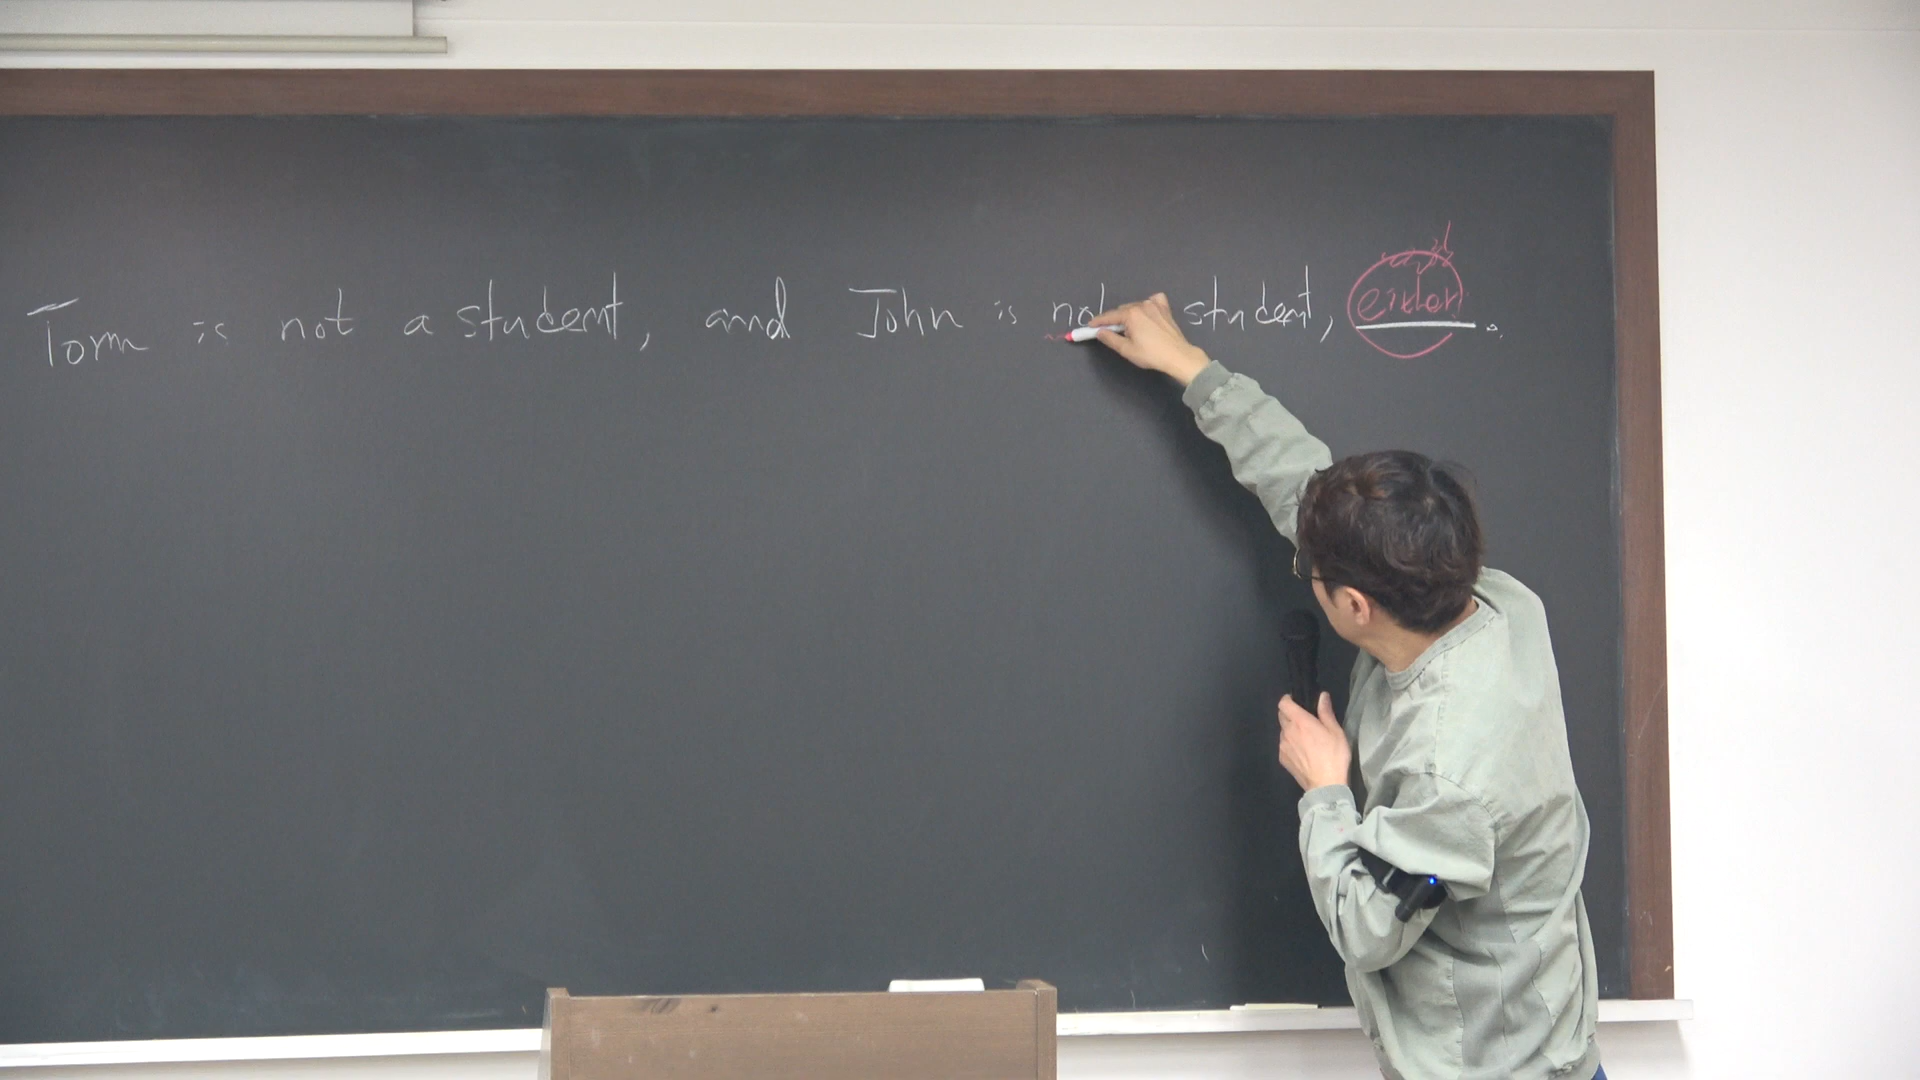 Tom is not a student, and John is not student, either.